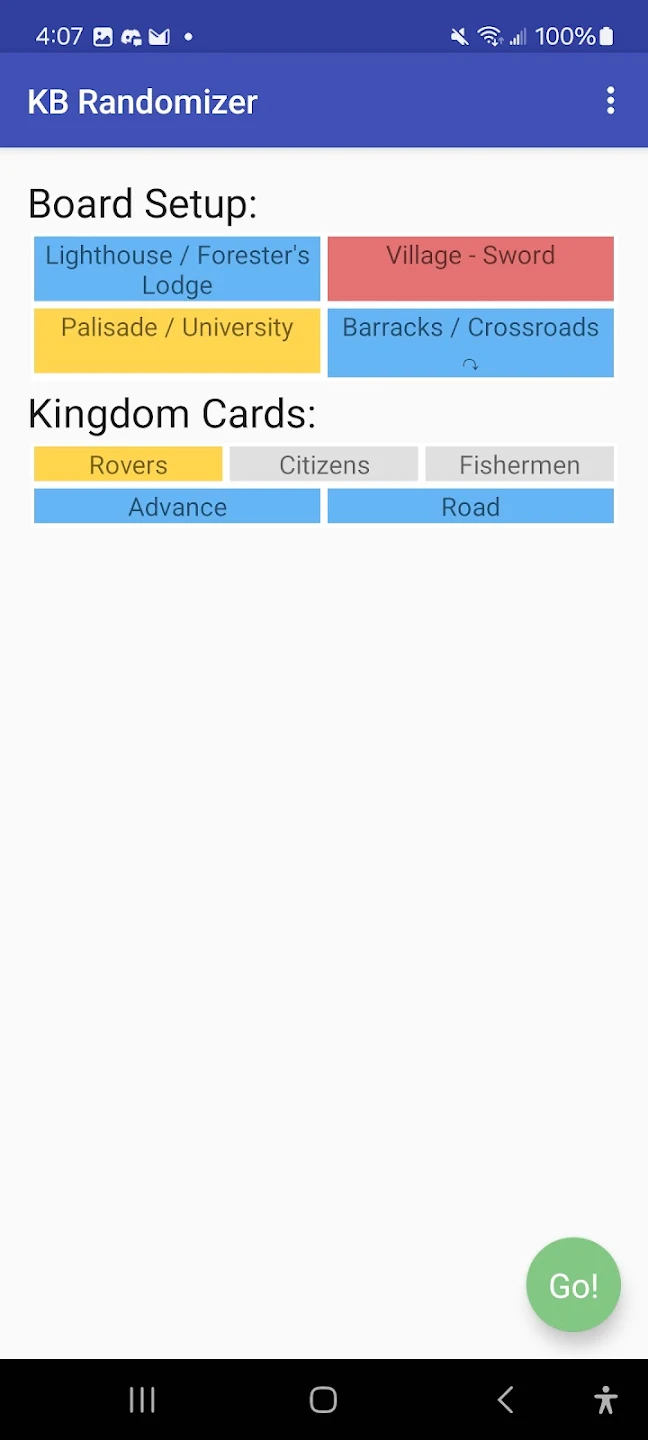 4:07
100%
KB Randomizer
Board Setup:
Lighthouse / Forester's
Lodge
Village - Sword
Palisade / University
Barracks / Crossroads
Kingdom Cards:
Rovers
Citizens
Fishermen
Advance
Road
Go!